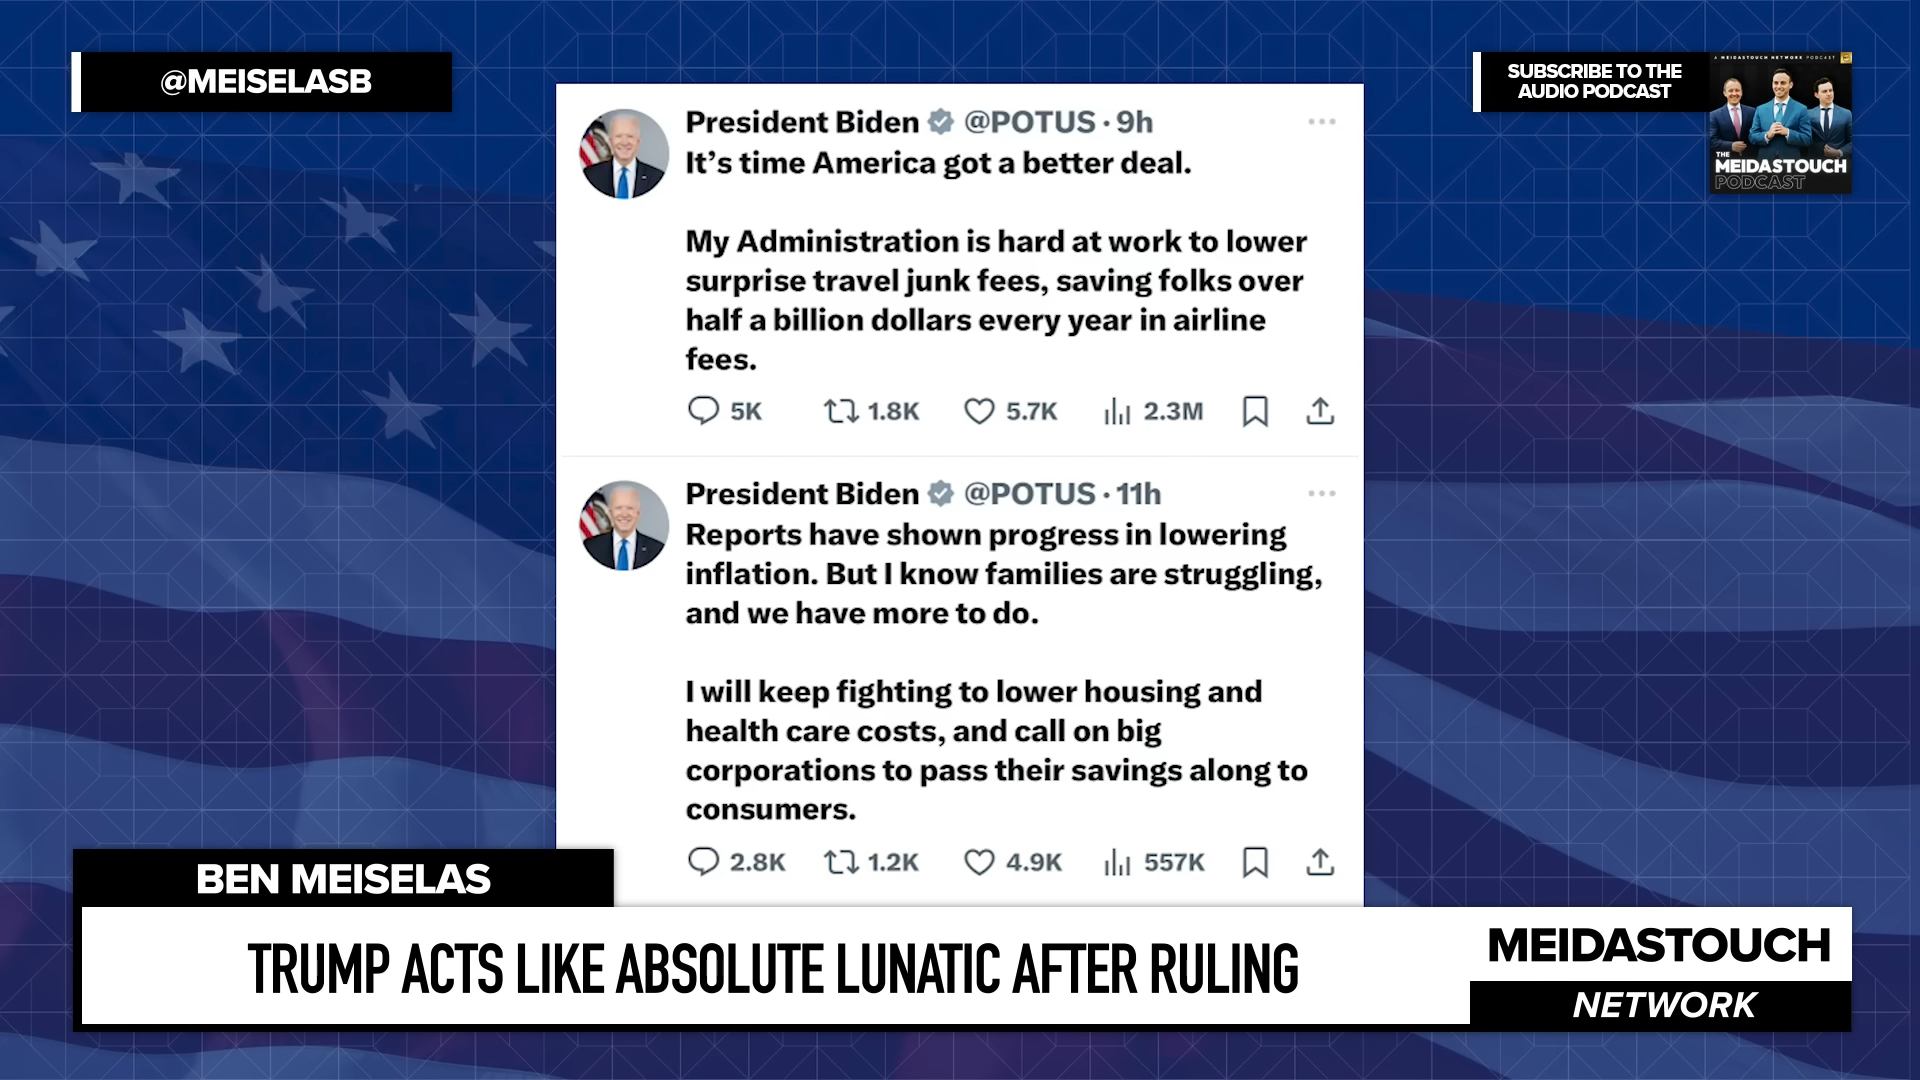 @MEISELASB
SUBSCRIBE TO THE
AUDIO PODCAST
A MEIDASTOUCH NETWORK PODCAST
THE
MEIDASTOUCH
PODCAST
President Biden @POTUS · 9h
It’s time America got a better deal.
My Administration is hard at work to lower
surprise travel junk fees, saving folks over
half a billion dollars every year in airline
fees.
5K 1.8K 5.7K 2.3M
President Biden @POTUS · 11h
Reports have shown progress in lowering
inflation. But I know families are struggling,
and we have more to do.
I will keep fighting to lower housing and
health care costs, and call on big
corporations to pass their savings along to
consumers.
2.8K 1.2K 4.9K 557K
BEN MEISELAS
TRUMP ACTS LIKE ABSOLUTE LUNATIC AFTER RULING
MEIDASTOUCH
NETWORK